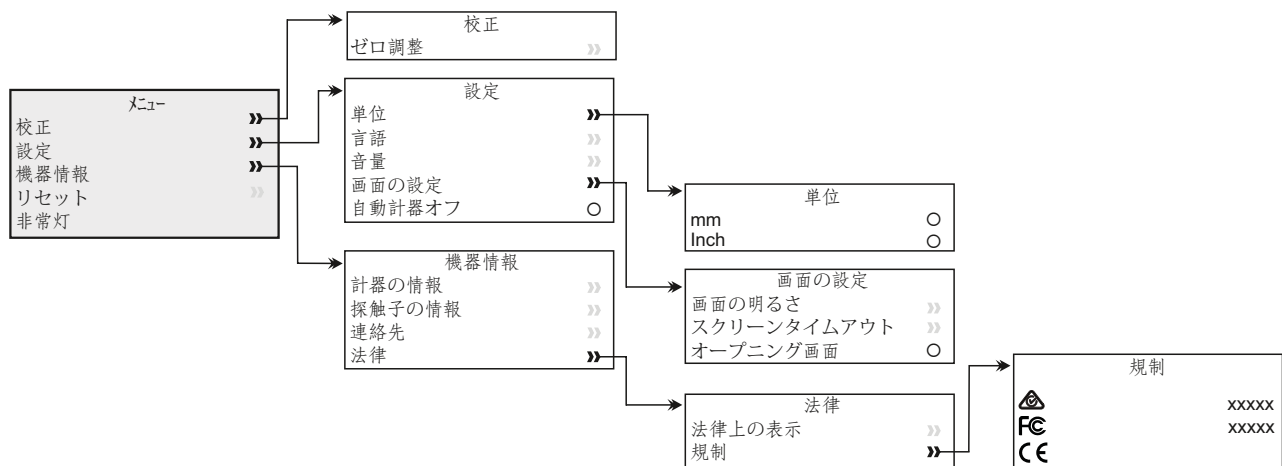 メニュー
校正
設定
機器情報
リセット
非常灯
校正
ゼロ調整
設定
単位
言語
音量
画面の設定
自動計器オフ
機器情報
計器の情報
探触子の情報
連絡先
法律
単位
mm
Inch
画面の設定
画面の明るさ
スクリーンタイムアウト
オープニング画面
法律
法律上の表示
規制
規制
xxxxx
FC xxxxx
CE